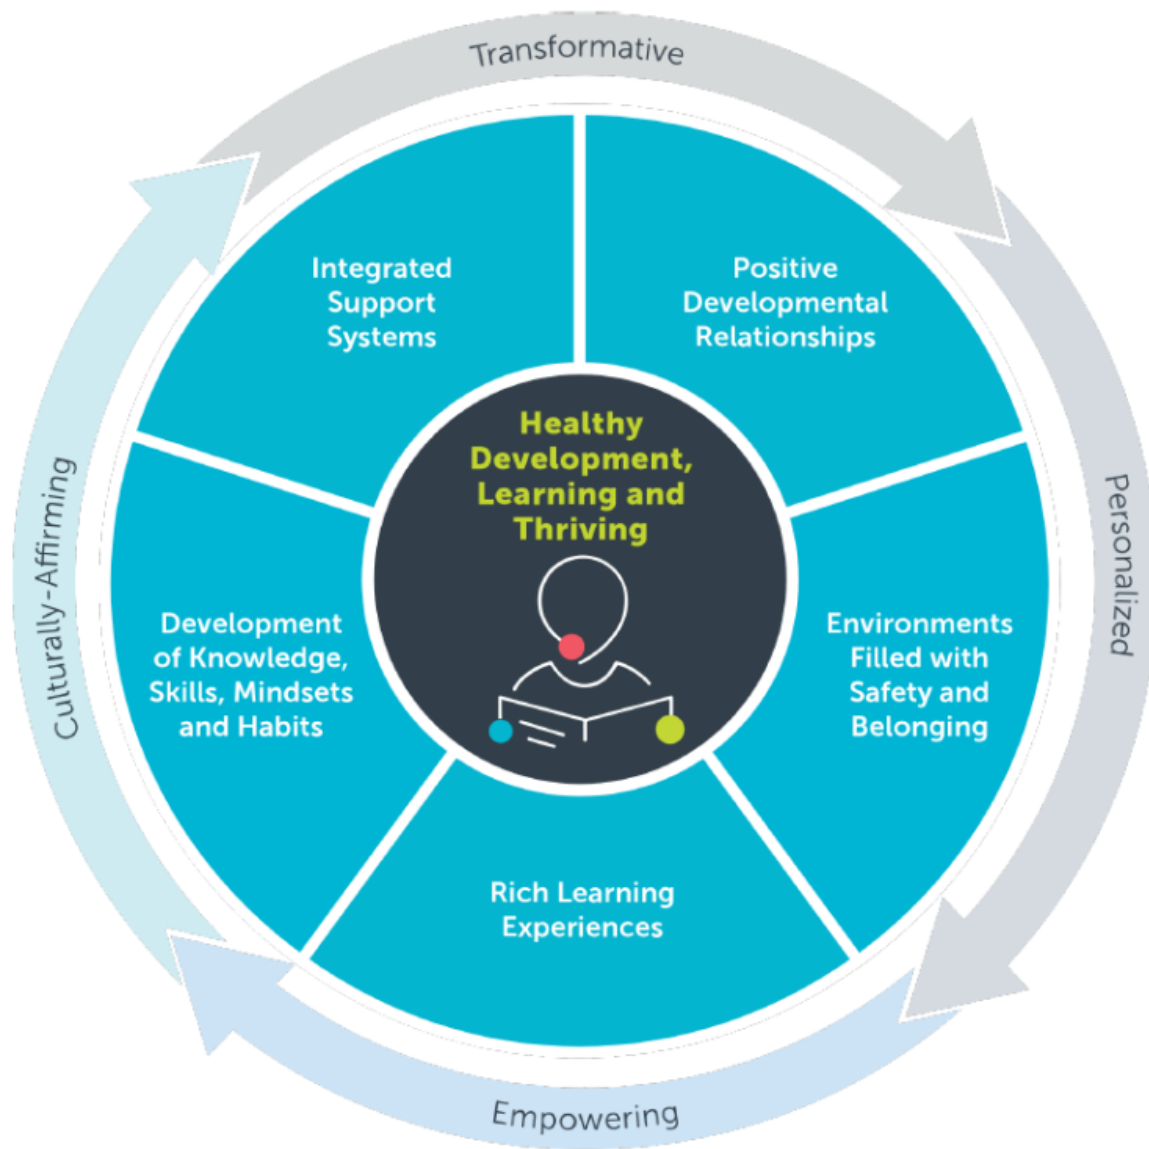 Transformative
Integrated
Support
Systems
Positive
Developmental
Relationships
Healthy
Development,
Learning and
Thriving
Personalized
Culturally-Affirming
Development
of Knowledge,
Skills, Mindsets
and Habits
Environments
Filled with
Safety and
Belonging
Rich Learning
Experiences
Empowering